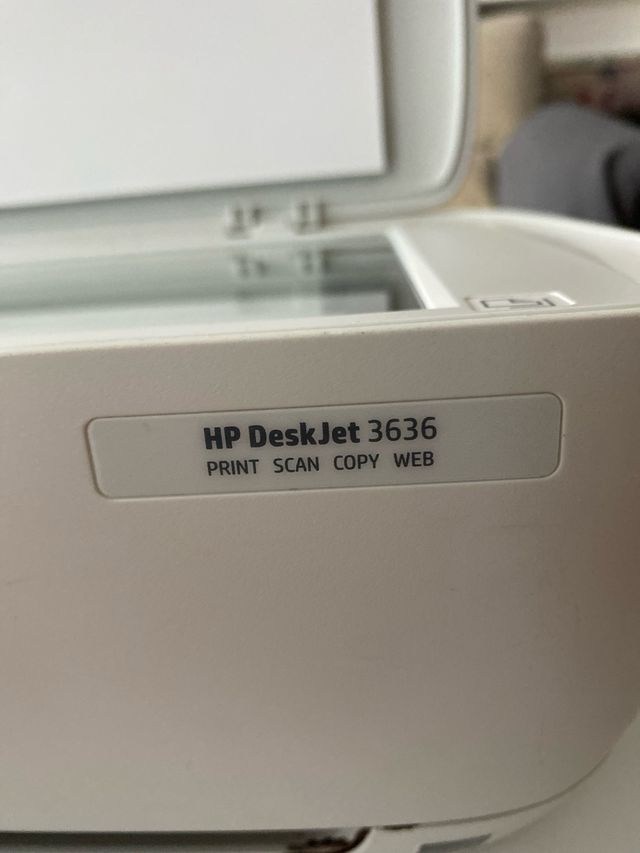 HP DeskJet 3636
PRINT SCAN COPY WEB